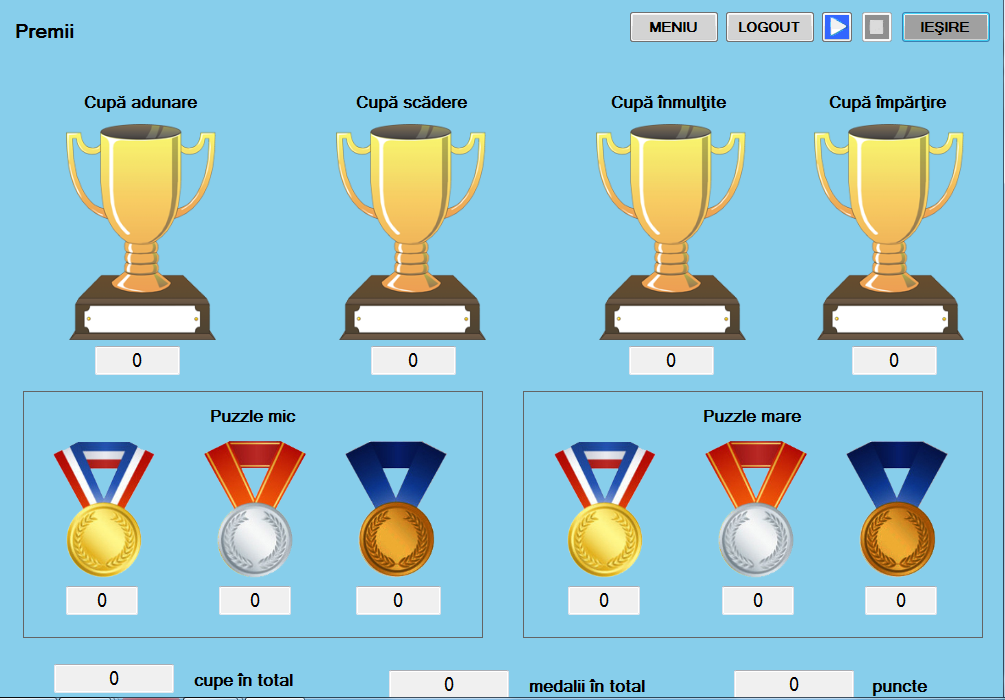 Premii
MENIU LOGOUT IEŞIRE
Cupă adunare Cupă scădere Cupă înmulţite Cupă împărţire
0 0 0 0
Puzzle mic Puzzle mare
0 0 0 0 0 0
0 cupe în total 0 medalii în total 0 puncte